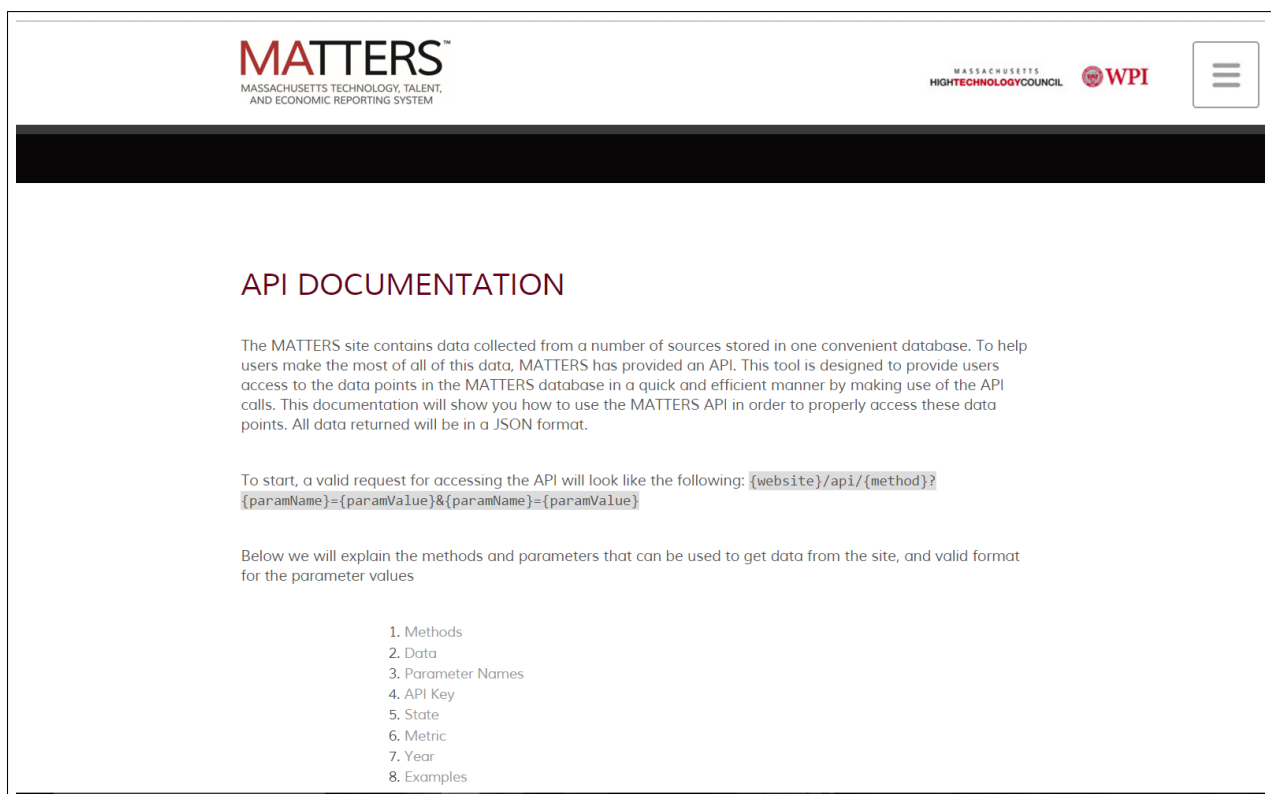 MATTERS™
MASSACHUSETTS TECHNOLOGY, TALENT,
AND ECONOMIC REPORTING SYSTEM
MASSACHUSETTS
HIGHTECHNOLOGYCOUNCIL
WPI
API DOCUMENTATION
The MATTERS site contains data collected from a number of sources stored in one convenient database. To help
users make the most of all of this data, MATTERS has provided an API. This tool is designed to provide users
access to the data points in the MATTERS database in a quick and efficient manner by making use of the API
calls. This documentation will show you how to use the MATTERS API in order to properly access these data
points. All data returned will be in a JSON format.
To start, a valid request for accessing the API will look like the following: {website}/api/{method}?
{paramName}={paramValue}&{paramName}={paramValue}
Below we will explain the methods and parameters that can be used to get data from the site, and valid format
for the parameter values
1. Methods
2. Data
3. Parameter Names
4. API Key
5. State
6. Metric
7. Year
8. Examples